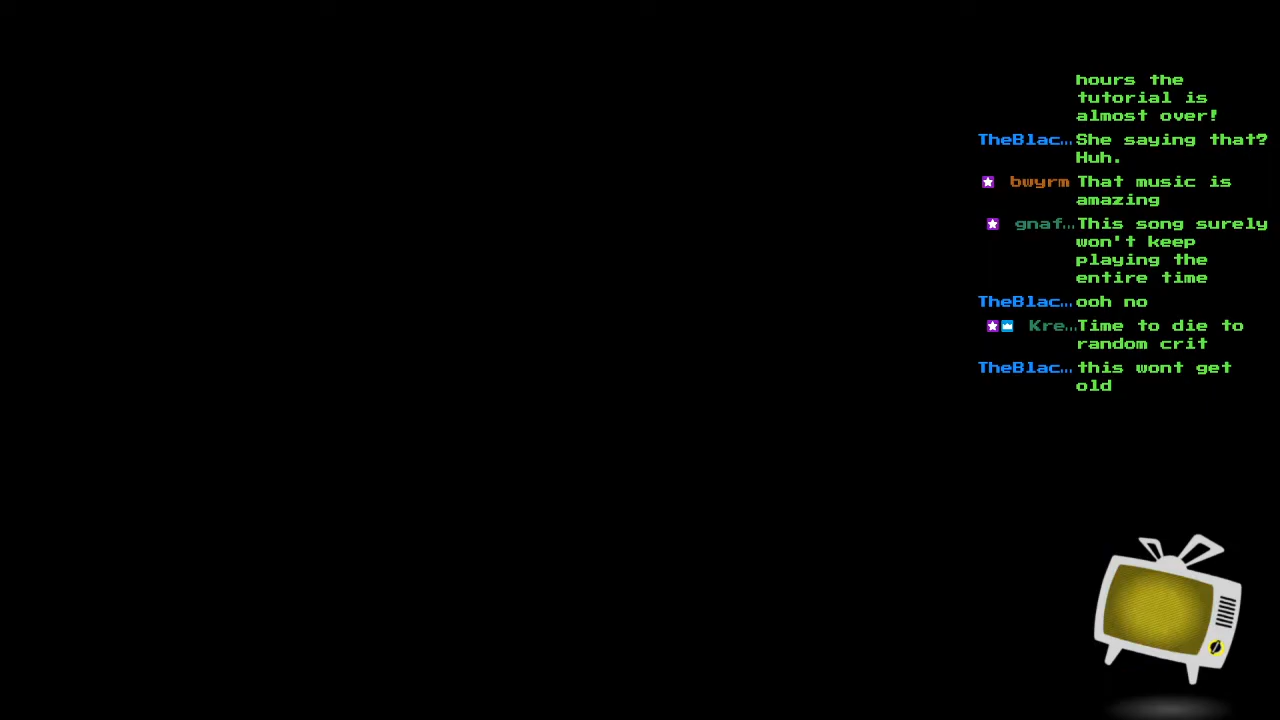 hours the
tutorial is
almost over!
TheBlac… She saying that?
Huh.
bwyrm That music is
amazing
gnaf… This song surely
won't keep
playing the
entire time
TheBlac… ooh no
Kre… Time to die to
random crit
TheBlac… this wont get
old